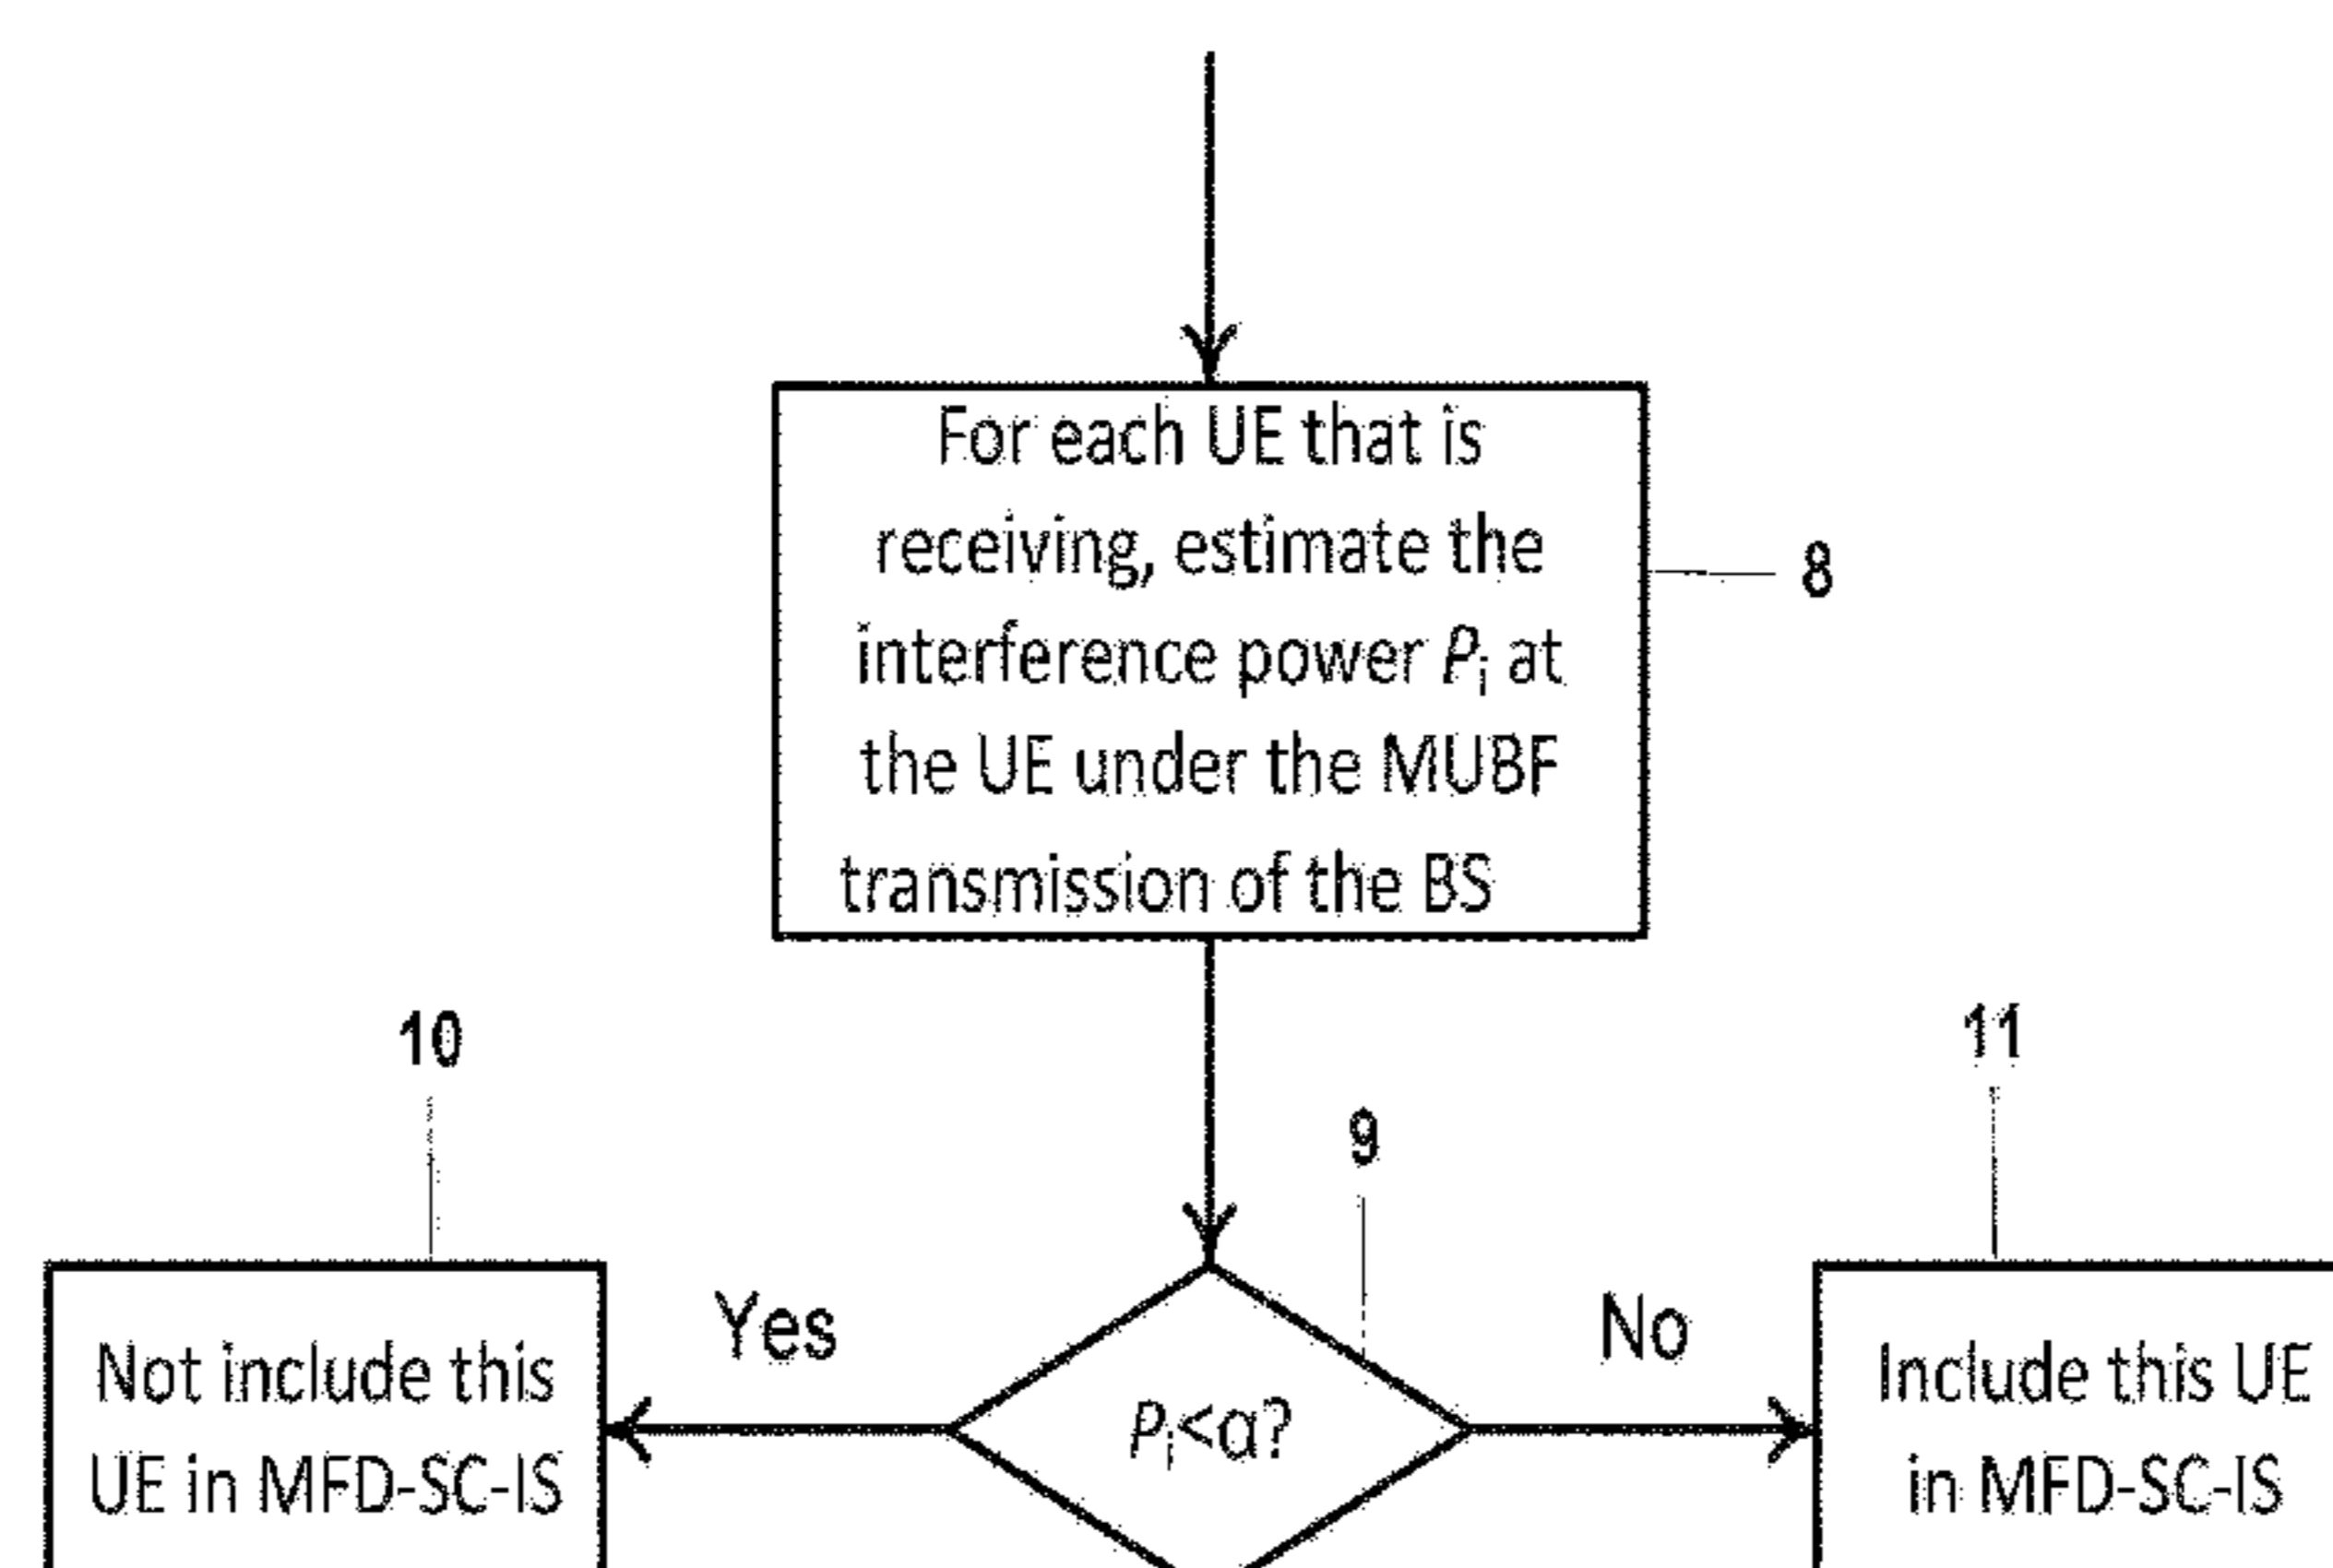 For each UE that is
receiving, estimate the
interference power Pi at
the UE under the MUBF
transmission of the BS
8
10
11
9
Yes
No
Not include this
UE in MFD-SC-IS
Pi<α?
Include this UE
in MFD-SC-IS